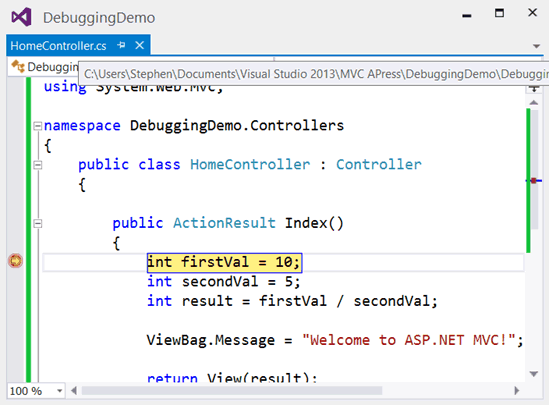 DebuggingDemo
HomeController.cs
Debugging
C:\Users\Stephen\Documents\Visual Studio 2013\MVC APress\DebuggingDemo\Debugging
using System.Web.Mvc;
namespace DebuggingDemo.Controllers
{
public class HomeController : Controller
{
public ActionResult Index()
{
int firstVal = 10;
int secondVal = 5;
int result = firstVal / secondVal;
ViewBag.Message = "Welcome to ASP.NET MVC!";
return View(result);
100 %